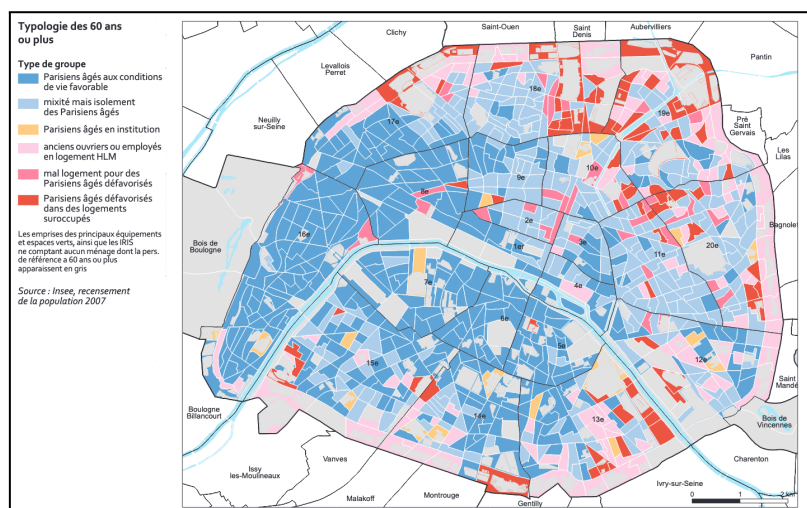 Typologie des 60 ans
ou plus
Type de groupe
Parisiens âgés aux conditions
de vie favorable
mixité mais isolement
des Parisiens âgés
Parisiens âgés en institution
anciens ouvriers ou employés
en logement HLM
mal logement pour des
Parisiens âgés défavorisés
Parisiens âgés défavorisés
dans des logements
suroccupés
Les emprises des principaux équipements
et espaces verts, ainsi que les IRIS
ne comptant aucun ménage dont la pers.
de référence a 60 ans ou plus
apparaissent en gris
Source : Insee, recensement
de la population 2007
Clichy
Saint-Ouen
Saint
Denis
Aubervilliers
Levallois
Perret
Pantin
Neuilly
sur-Seine
Pré
Saint
Gervais
Les
Lilas
Bagnolet
Bois de
Boulogne
17e
18e
19e
10e
9e
8e
2e
1er
3e
16e
11e
20e
4e
7e
6e
5e
15e
12e
14e
13e
Saint
Mandé
Bois de
Vincennes
Boulogne
Billancourt
Charenton
Issy
les-Moulineaux
Vanves
Malakoff
Montrouge
Gentilly
Ivry-sur-Seine
0 1 2 km